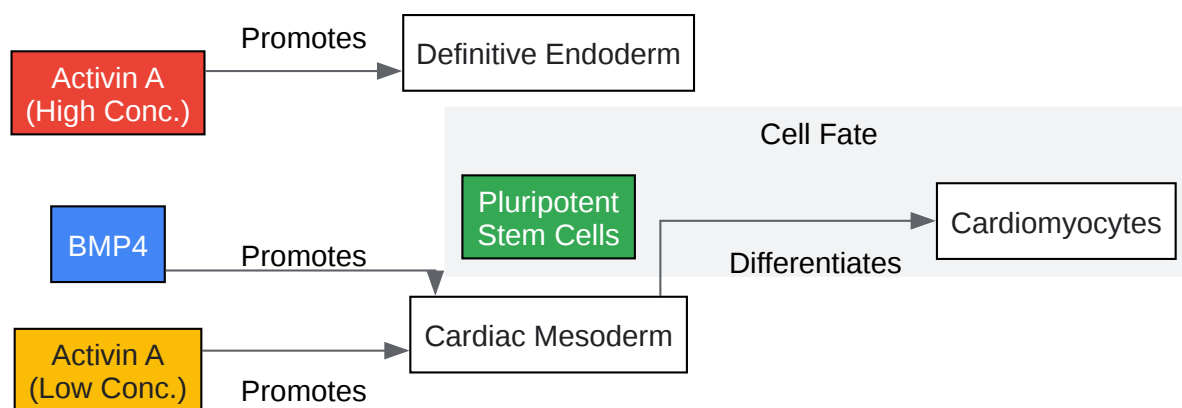 Promotes
Definitive Endoderm
Activin A
(High Conc.)
Cell Fate
Pluripotent
Stem Cells
Cardiomyocytes
BMP4
Promotes
Differentiates
Cardiac Mesoderm
Activin A
(Low Conc.)
Promotes